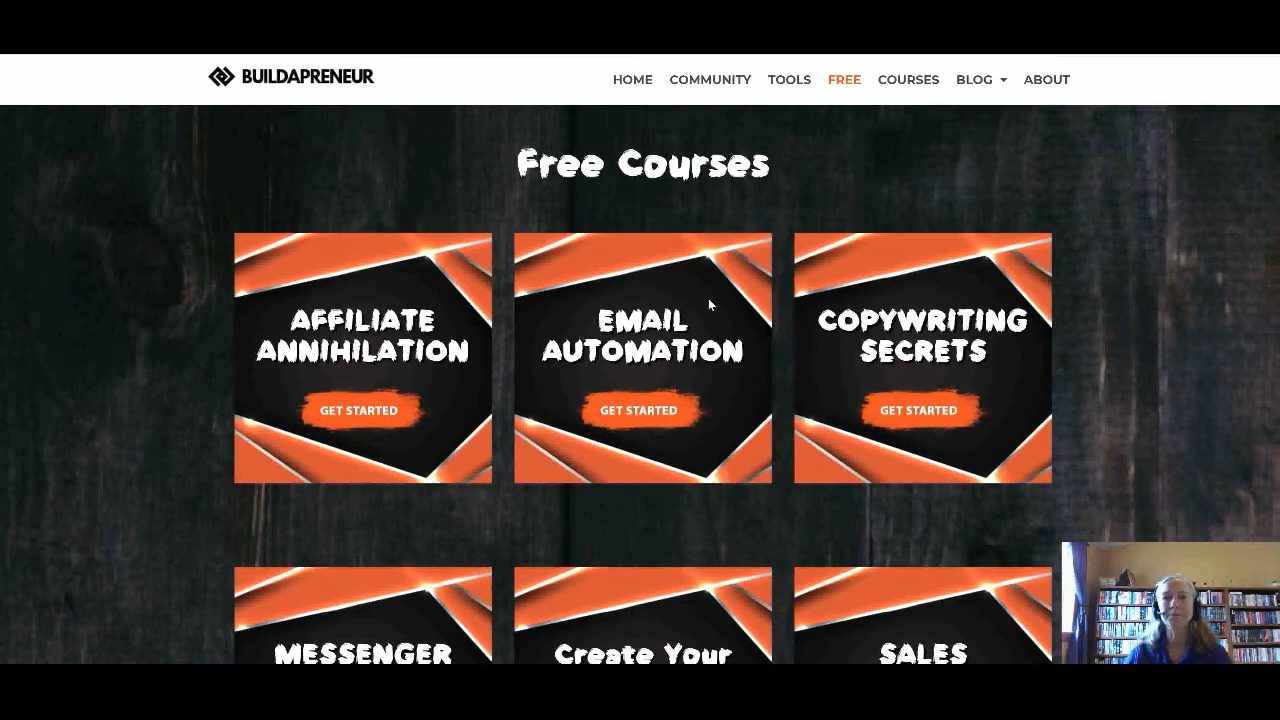 BUILDAPRENEUR
HOME COMMUNITY TOOLS FREE COURSES BLOG ABOUT
Free Courses
AFFILIATE
ANNIHILATION
GET STARTED
EMAIL
AUTOMATION
GET STARTED
COPYWRITING
SECRETS
GET STARTED
MESSENGER
Create Your
SALES